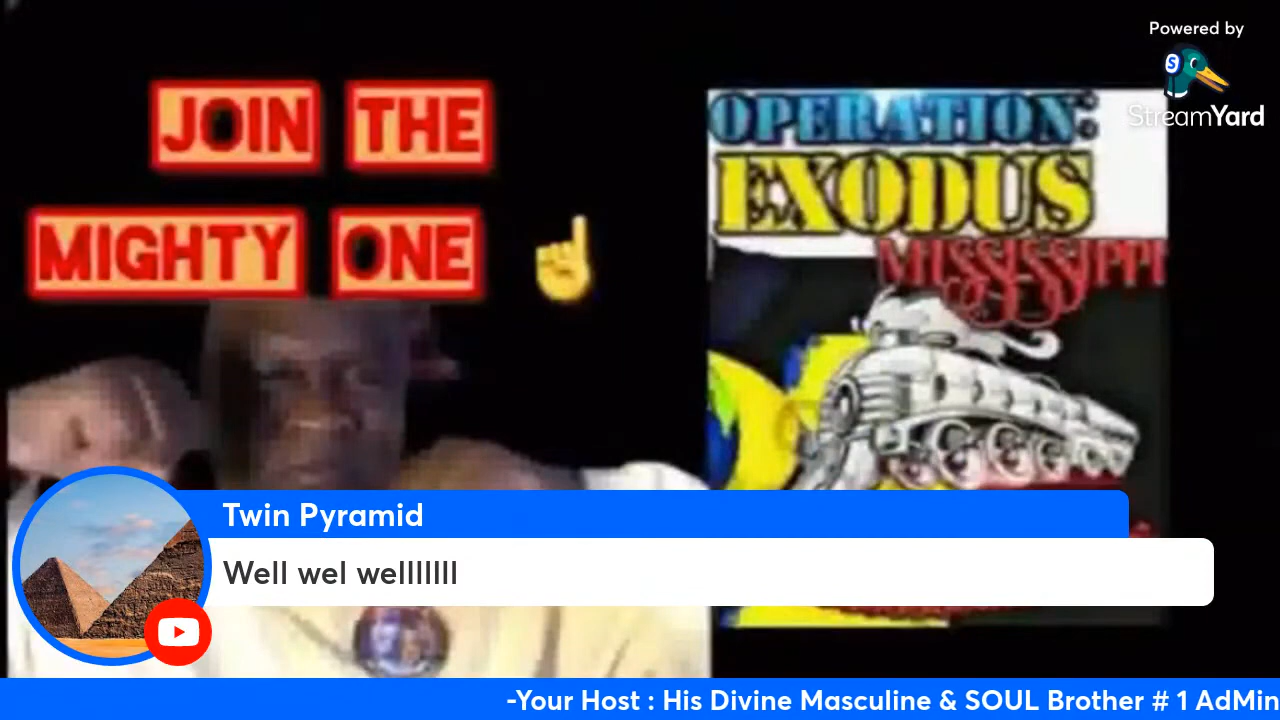 Powered by
StreamYard
JOIN THE
MIGHTY ONE
OPERATION:
EXODUS
MISSISSIPPI
Twin Pyramid
Well wel welllllll
-Your Host : His Divine Masculine & SOUL Brother # 1 AdMin